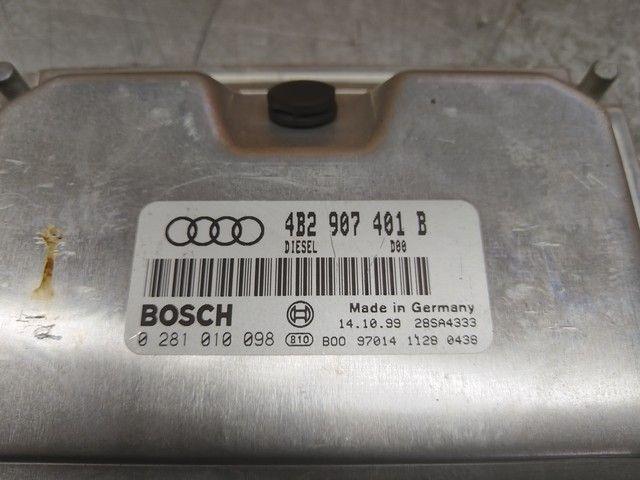 4B2 907 401 B
DIESEL D00
BOSCH Made in Germany
14.10.99 28SA4333
0 281 010 098 810 B00 97014 1128 0438